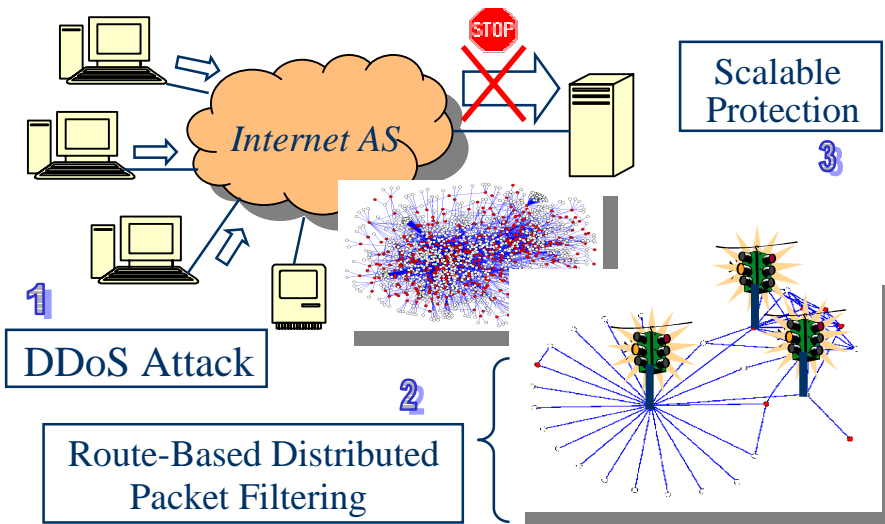 STOP
Internet AS
Scalable
Protection
3
1
DDoS Attack
2
Route-Based Distributed
Packet Filtering